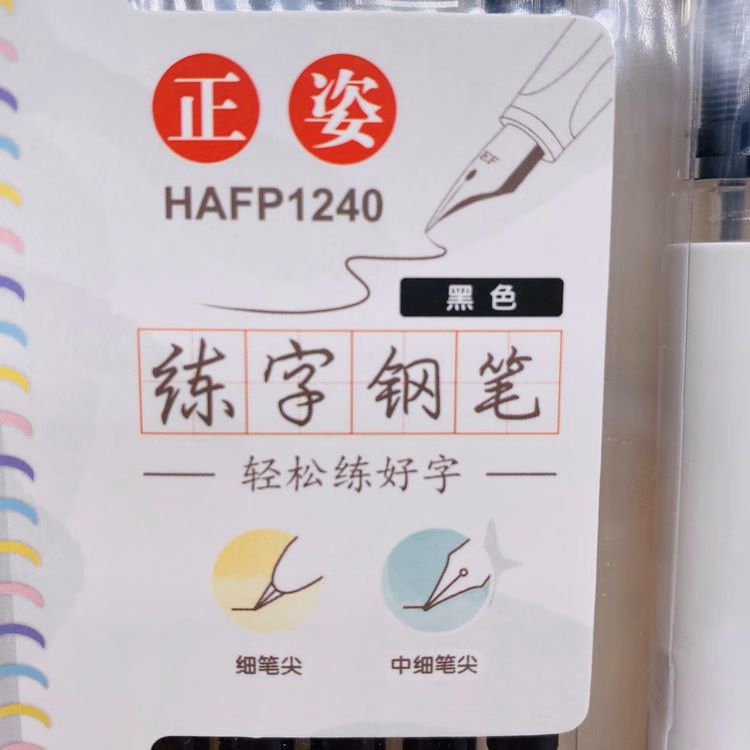 正姿
HAFP1240
EF
黑色
练字钢笔
轻松练好字
细笔尖
中细笔尖